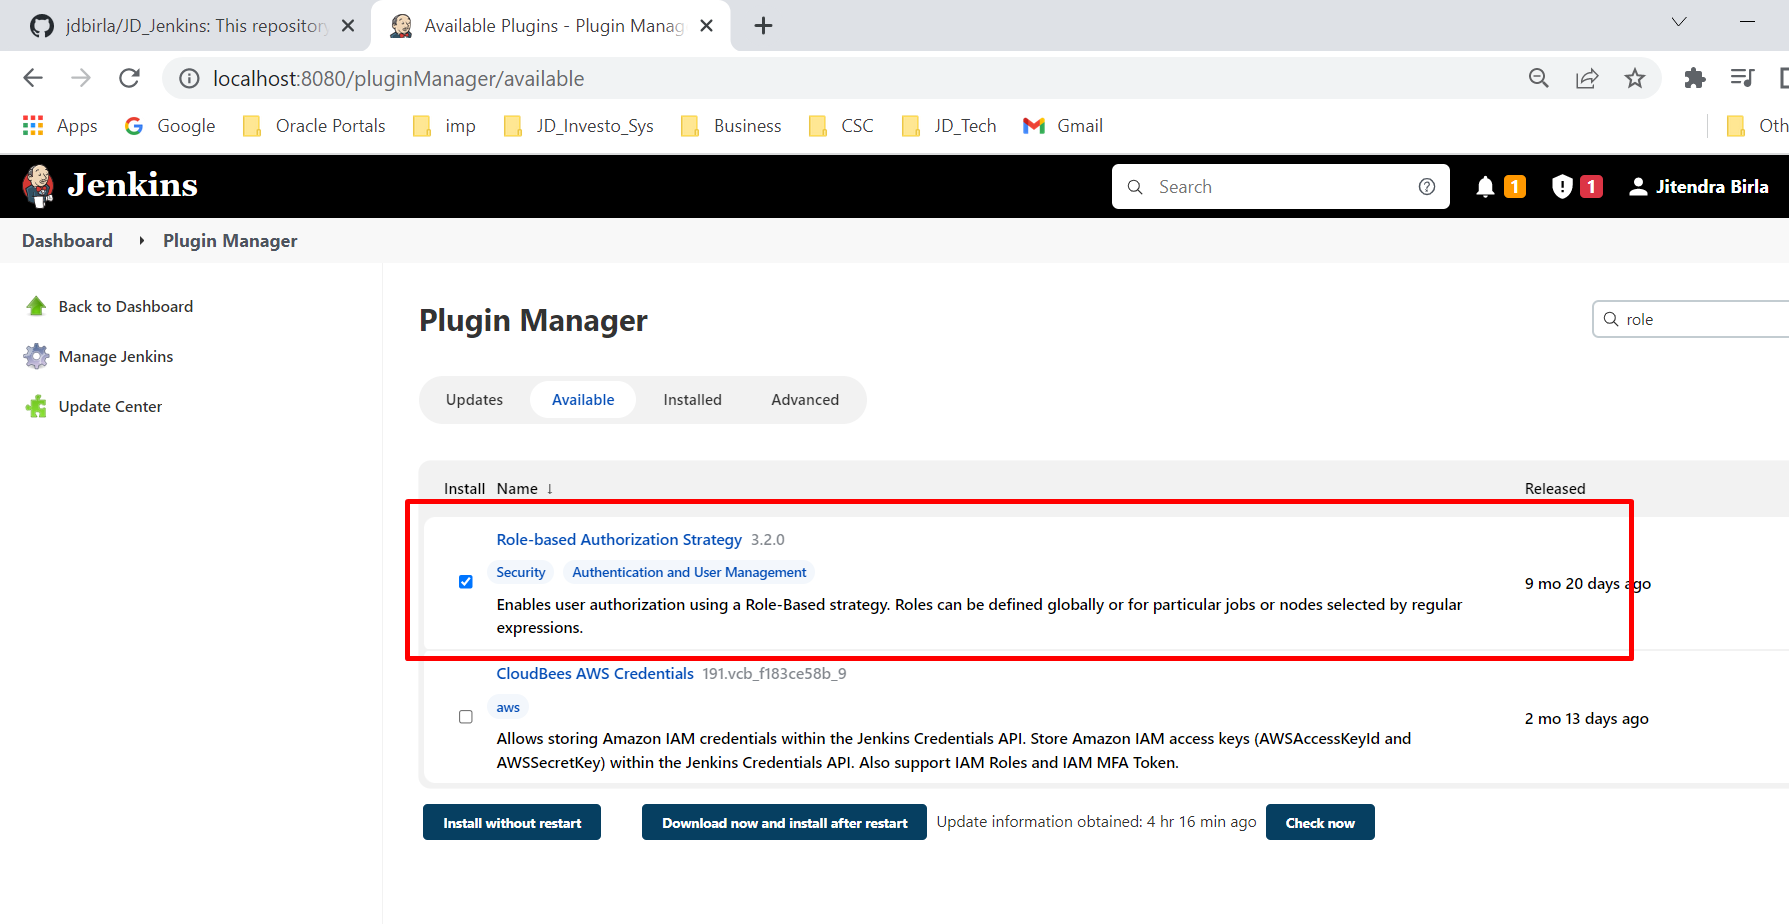 jdbirla/JD_Jenkins: This repository
Available Plugins - Plugin Manag
localhost:8080/pluginManager/available
Apps Google Oracle Portals imp JD_Investo_Sys Business CSC JD_Tech Gmail Oth
Jenkins Search 1 1 Jitendra Birla
Dashboard Plugin Manager
Back to Dashboard
Manage Jenkins
Update Center
Plugin Manager
role
Updates Available Installed Advanced
Install Name ↓ Released
Role-based Authorization Strategy 3.2.0
Security Authentication and User Management
9 mo 20 days ago
Enables user authorization using a Role-Based strategy. Roles can be defined globally or for particular jobs or nodes selected by regular
expressions.
CloudBees AWS Credentials 191.vcb_f183ce58b_9
aws
2 mo 13 days ago
Allows storing Amazon IAM credentials within the Jenkins Credentials API. Store Amazon IAM access keys (AWSAccessKeyId and
AWSSecretKey) within the Jenkins Credentials API. Also support IAM Roles and IAM MFA Token.
Install without restart Download now and install after restart Update information obtained: 4 hr 16 min ago Check now